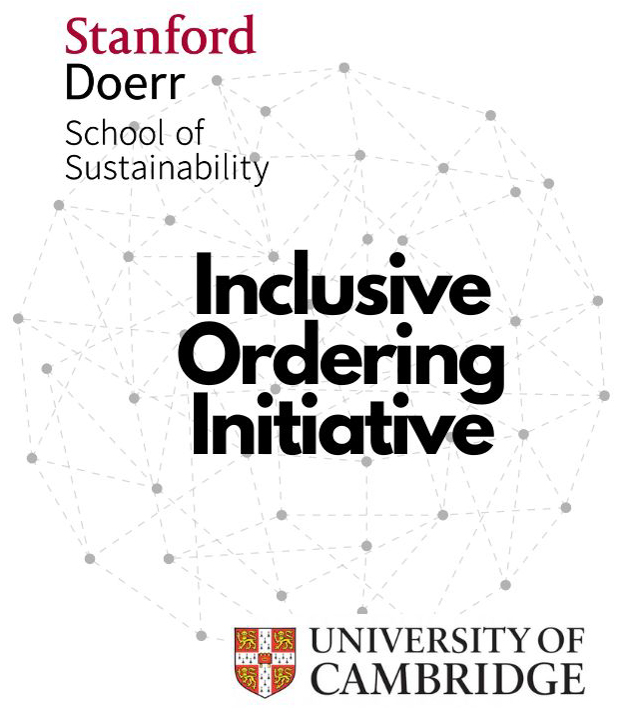 Stanford
Doerr
School of
Sustainability
Inclusive
Ordering
Initiative
UNIVERSITY OF
CAMBRIDGE